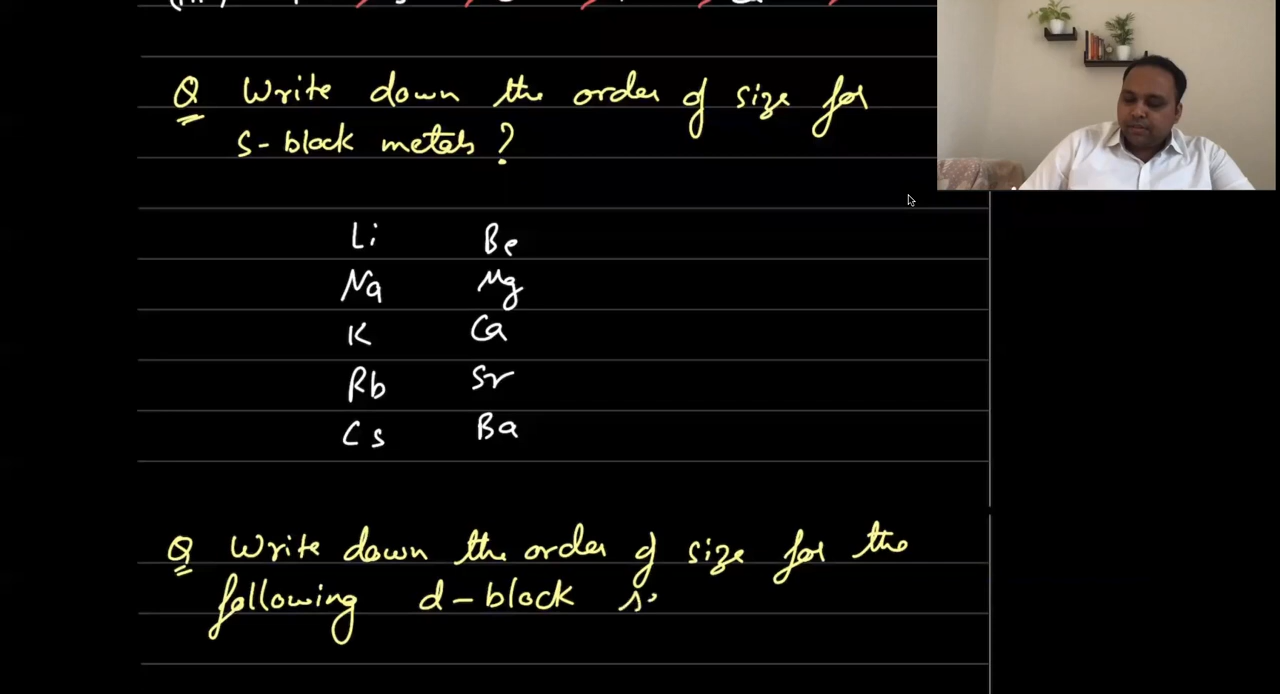 Q Write down the order of size for
s-block metals ?
Li Be
Na Mg
K Ca
Rb Sr
Cs Ba
Q Write down the order of size for the
following d-block